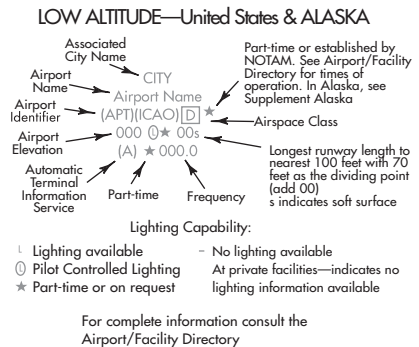 LOW ALTITUDE—United States & ALASKA
Associated
City Name
Airport
Name
Airport
Identifier
Airport
Elevation
Automatic
Terminal
Information
Service
Part-time
Frequency
CITY
Airport Name
(APT)(ICAO) D ★
000 Ⓛ★ 00s
(A) ★ 000.0
Part-time or established by
NOTAM. See Airport/Facility
Directory for times of
operation. In Alaska, see
Supplement Alaska
Airspace Class
Longest runway length to
nearest 100 feet with 70
feet as the dividing point
(add 00)
s indicates soft surface
Lighting Capability:
L Lighting available
Ⓛ Pilot Controlled Lighting
★ Part-time or on request
– No lighting available
At private facilities—indicates no
lighting information available
For complete information consult the
Airport/Facility Directory